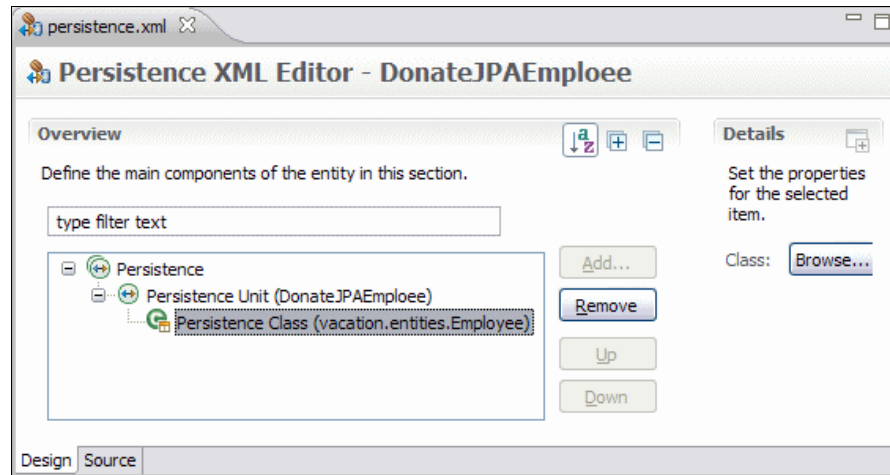 persistence.xml
Persistence XML Editor - DonateJPAEmploee
Overview
Define the main components of the entity in this section.
type filter text
Persistence
Persistence Unit (DonateJPAEmploee)
Persistence Class (vacation.entities.Employee)
Add...
Remove
Up
Down
Details
Set the properties
for the selected
item.
Class: Browse...
Design Source